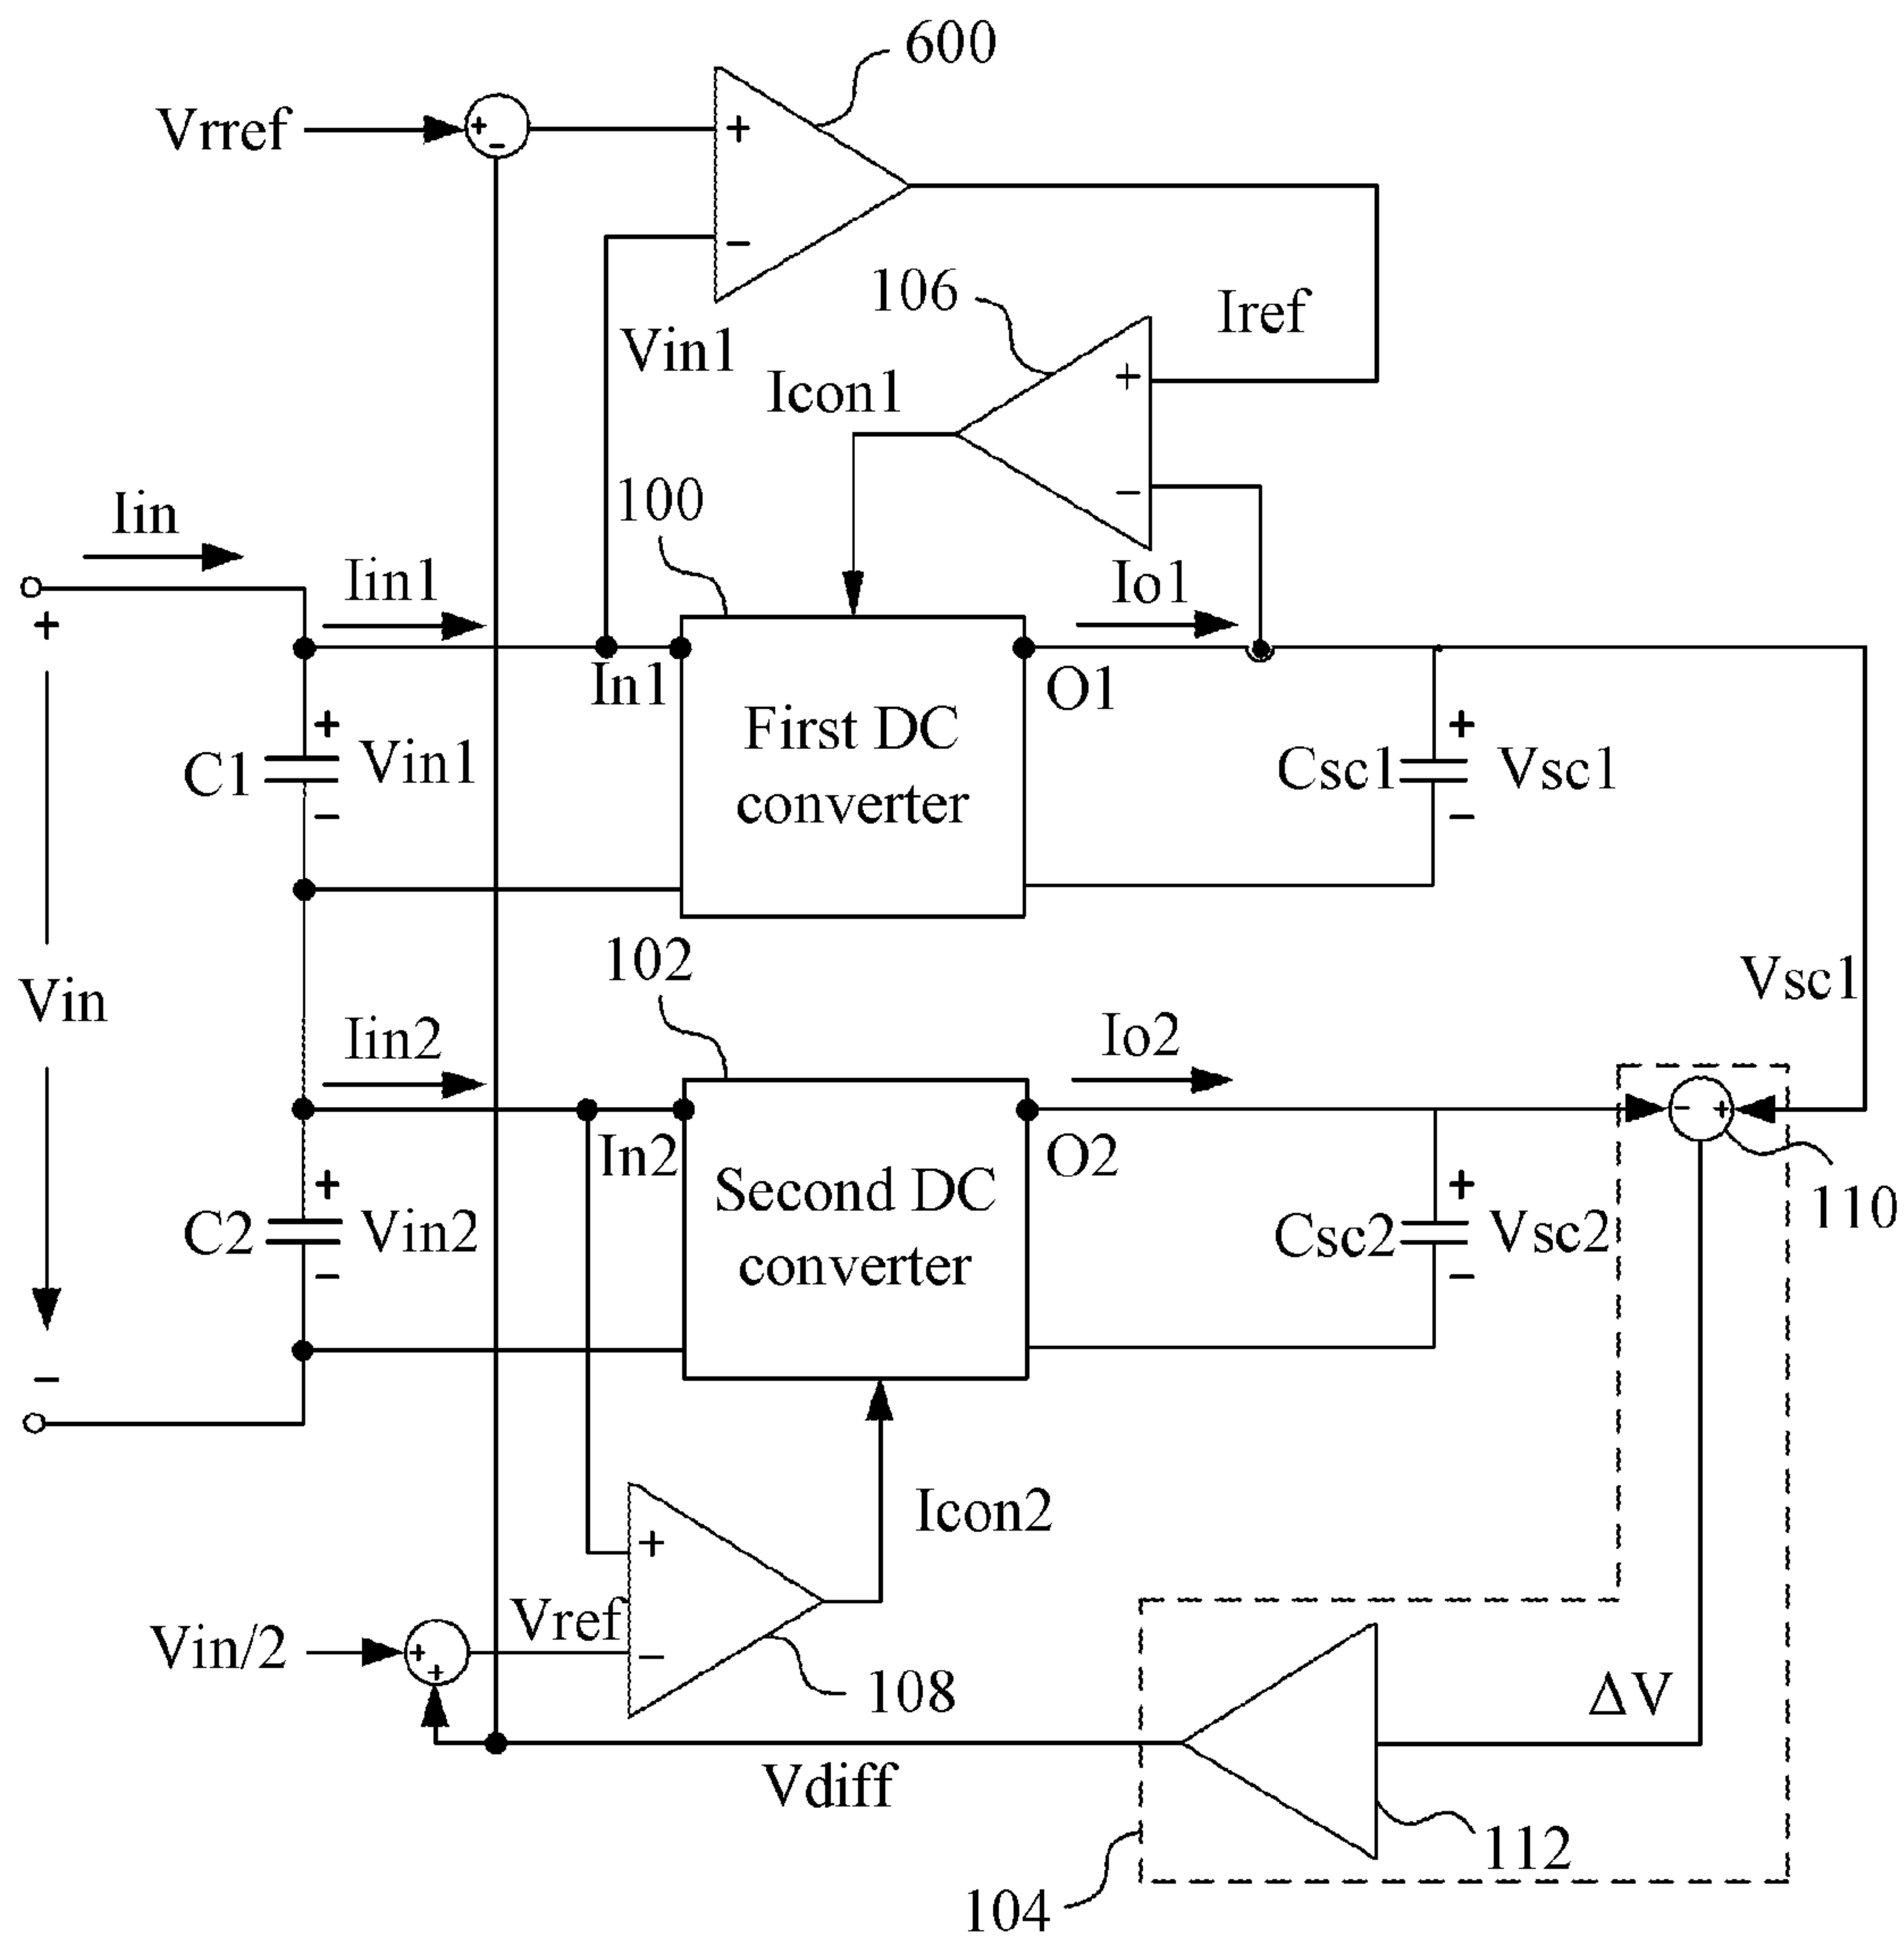 600
Vrref
+
-
+
-
106
Iref
Vin1
+
Icon1
-
100
Iin
Iin1
Io1
+
In1
O1
First DC
converter
+
C1
Vin1
-
+
Csc1
Vsc1
-
102
Vsc1
Vin
Iin2
Io2
-
+
In2
O2
110
Second DC
converter
+
C2
Vin2
-
+
Csc2
Vsc2
-
-
Icon2
+
Vref
Vin/2
+
+
-
108
ΔV
Vdiff
112
104